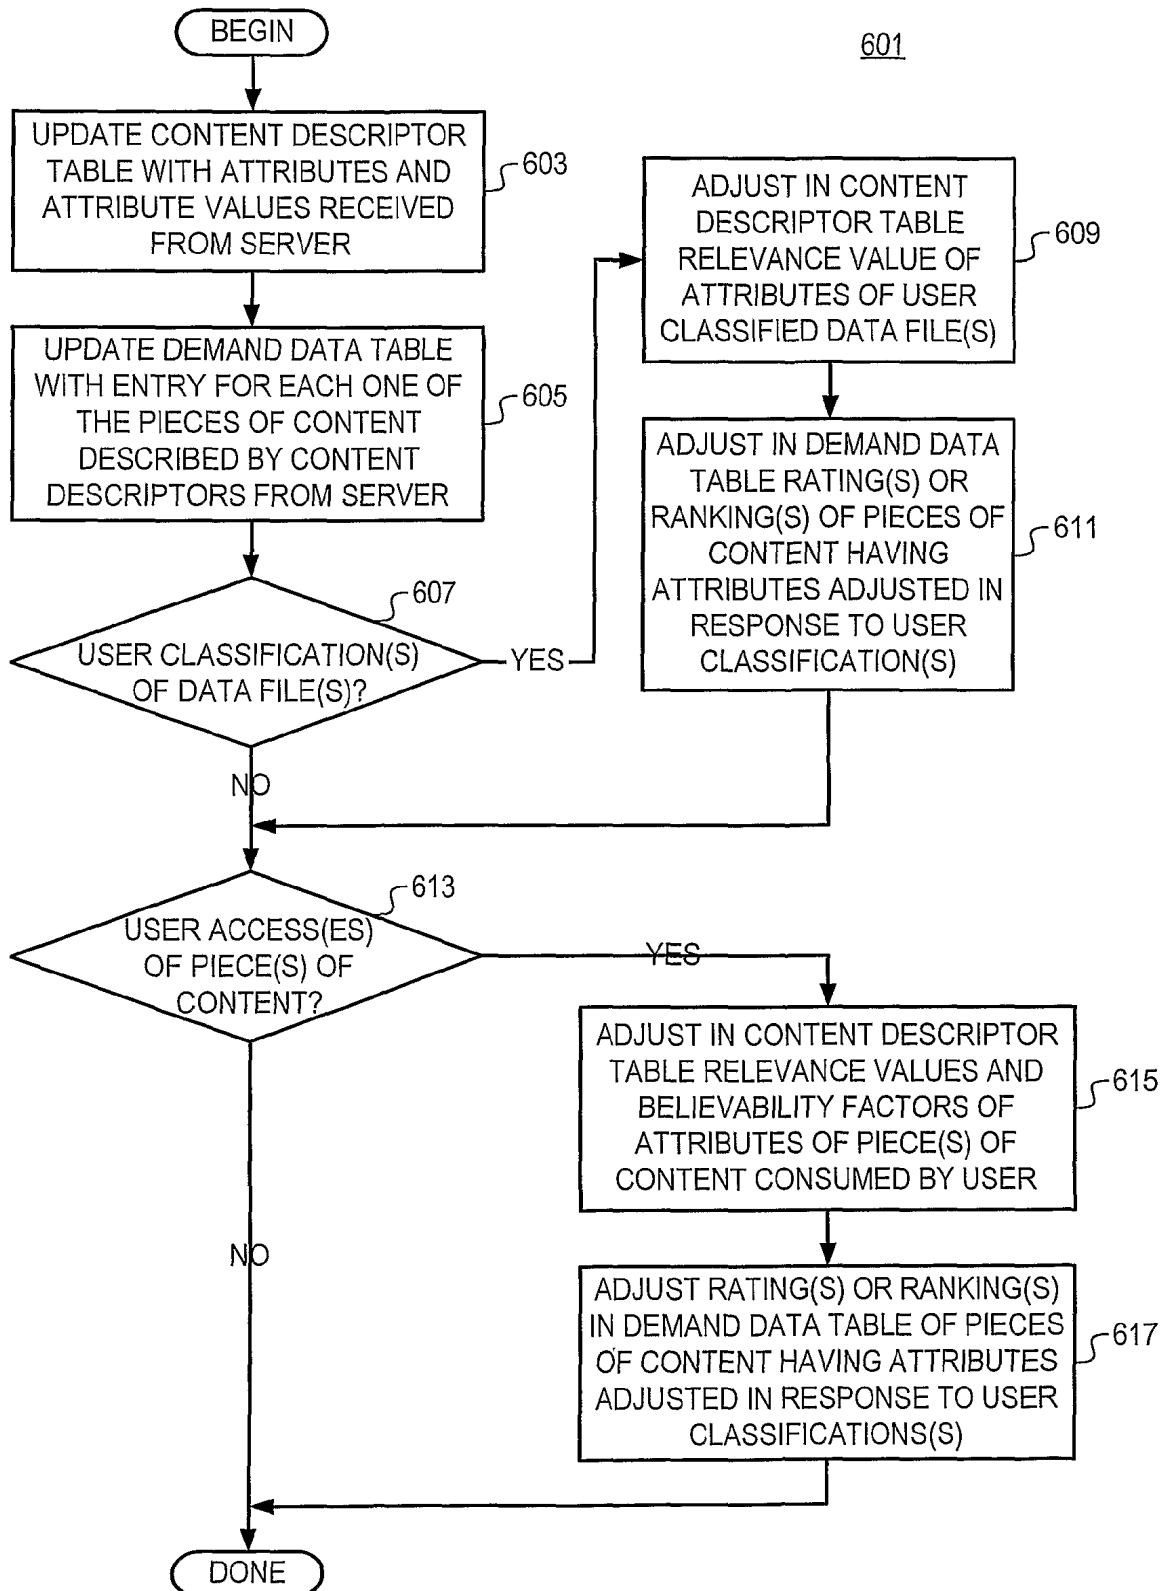 BEGIN
601
UPDATE CONTENT DESCRIPTOR
TABLE WITH ATTRIBUTES AND
ATTRIBUTE VALUES RECEIVED
FROM SERVER
603
UPDATE DEMAND DATA TABLE
WITH ENTRY FOR EACH ONE OF
THE PIECES OF CONTENT
DESCRIBED BY CONTENT
DESCRIPTORS FROM SERVER
605
607
USER CLASSIFICATION(S)
OF DATA FILE(S)?
YES
NO
ADJUST IN CONTENT
DESCRIPTOR TABLE
RELEVANCE VALUE OF
ATTRIBUTES OF USER
CLASSIFIED DATA FILE(S)
609
ADJUST IN DEMAND DATA
TABLE RATING(S) OR
RANKING(S) OF PIECES OF
CONTENT HAVING
ATTRIBUTES ADJUSTED IN
RESPONSE TO USER
CLASSIFICATION(S)
611
613
USER ACCESS(ES)
OF PIECE(S) OF
CONTENT?
YES
NO
ADJUST IN CONTENT DESCRIPTOR
TABLE RELEVANCE VALUES AND
BELIEVABILITY FACTORS OF
ATTRIBUTES OF PIECE(S) OF
CONTENT CONSUMED BY USER
615
ADJUST RATING(S) OR RANKING(S)
IN DEMAND DATA TABLE OF PIECES
OF CONTENT HAVING ATTRIBUTES
ADJUSTED IN RESPONSE TO USER
CLASSIFICATIONS(S)
617
DONE